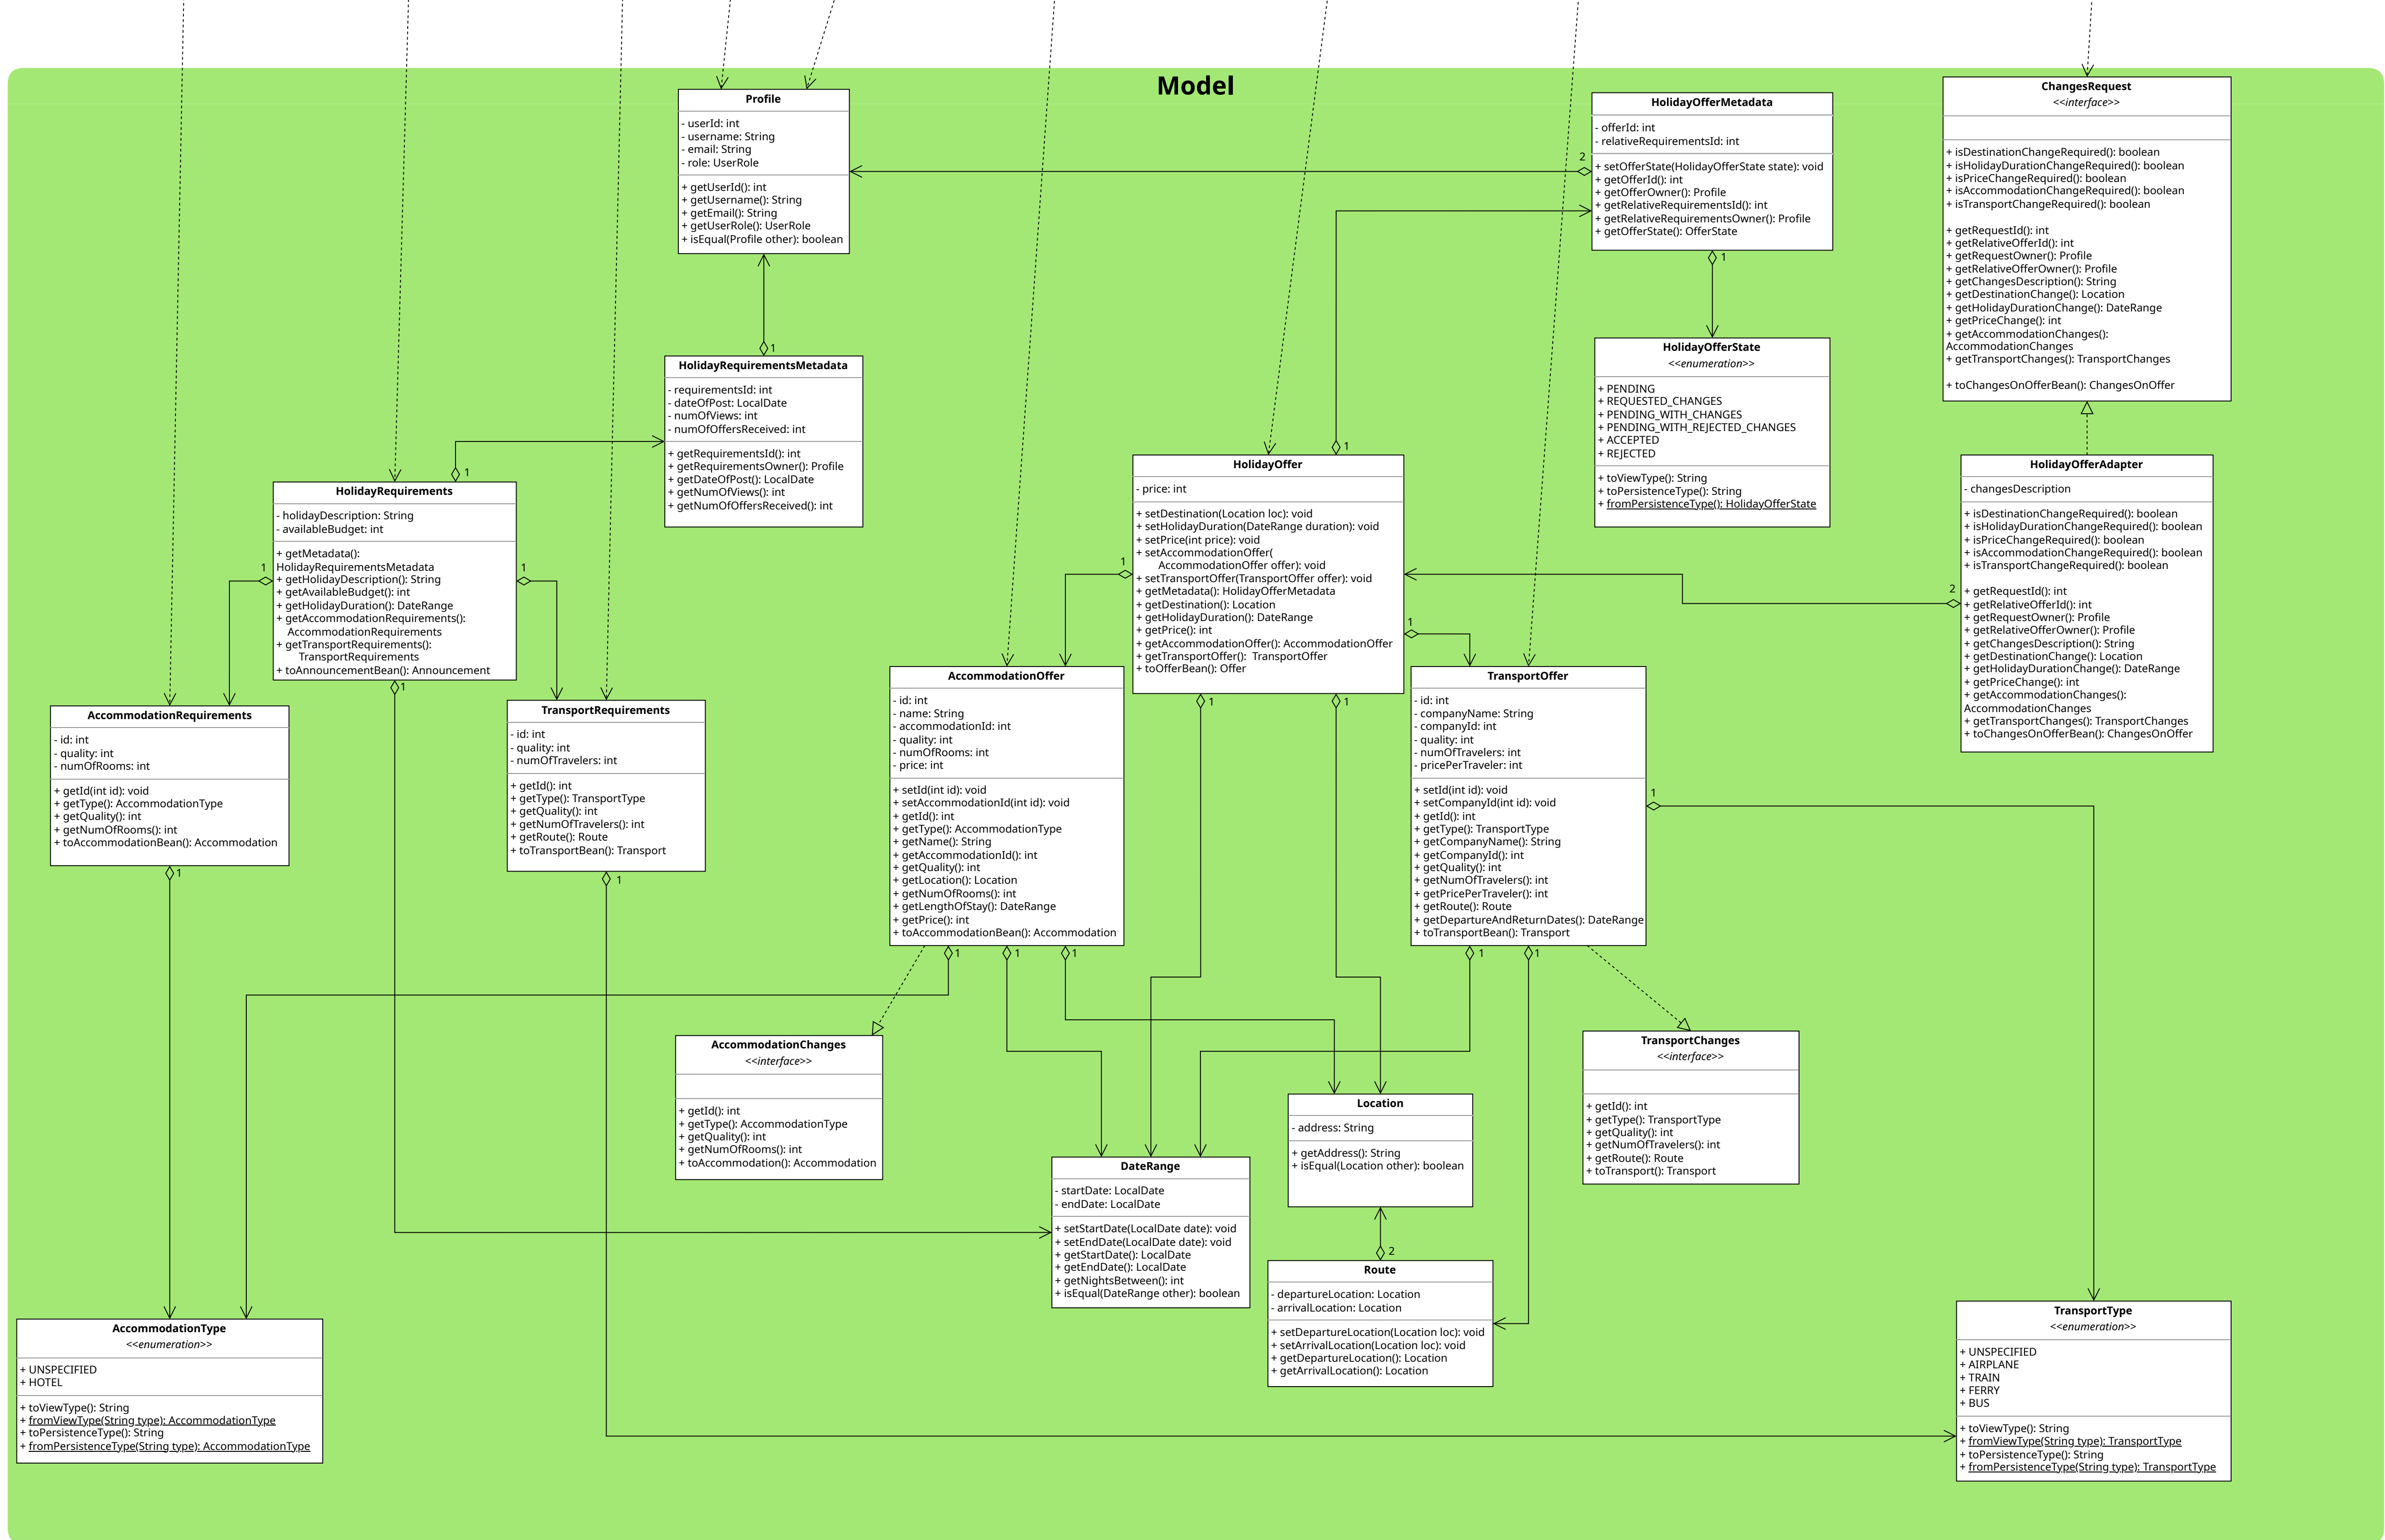 Model
Profile
- userId: int
- username: String
- email: String
- role: UserRole
+ getUserId(): int
+ getUsername(): String
+ getEmail(): String
+ getUserRole(): UserRole
+ isEqual(Profile other): boolean
HolidayOfferMetadata
- offerId: int
- relativeRequirementsId: int
+ setOfferState(HolidayOfferState state): void
+ getOfferId(): int
+ getOfferOwner(): Profile
+ getRelativeRequirementsId(): int
+ getRelativeRequirementsOwner(): Profile
+ getOfferState(): OfferState
2
1
ChangesRequest
<<interface>>
+ isDestinationChangeRequired(): boolean
+ isHolidayDurationChangeRequired(): boolean
+ isPriceChangeRequired(): boolean
+ isAccommodationChangeRequired(): boolean
+ isTransportChangeRequired(): boolean
+ getRequestId(): int
+ getRelativeOfferId(): int
+ getRequestOwner(): Profile
+ getRelativeOfferOwner(): Profile
+ getChangesDescription(): String
+ getDestinationChange(): Location
+ getHolidayDurationChange(): DateRange
+ getPriceChange(): int
+ getAccommodationChanges():
AccommodationChanges
+ getTransportChanges(): TransportChanges
+ toChangesOnOfferBean(): ChangesOnOffer
1
HolidayRequirementsMetadata
- requirementsId: int
- dateOfPost: LocalDate
- numOfViews: int
- numOfOffersReceived: int
+ getRequirementsId(): int
+ getRequirementsOwner(): Profile
+ getDateOfPost(): LocalDate
+ getNumOfViews(): int
+ getNumOfOffersReceived(): int
HolidayOfferState
<<enumeration>>
+ PENDING
+ REQUESTED_CHANGES
+ PENDING_WITH_CHANGES
+ PENDING_WITH_REJECTED_CHANGES
+ ACCEPTED
+ REJECTED
+ toViewType(): String
+ toPersistenceType(): String
+ fromPersistenceType(): HolidayOfferState
1
HolidayRequirements
- holidayDescription: String
- availableBudget: int
+ getMetadata():
HolidayRequirementsMetadata
+ getHolidayDescription(): String
+ getAvailableBudget(): int
+ getHolidayDuration(): DateRange
+ getAccommodationRequirements():
AccommodationRequirements
+ getTransportRequirements():
TransportRequirements
+ toAnnouncementBean(): Announcement
1
1
1
1
HolidayOffer
- price: int
+ setDestination(Location loc): void
+ setHolidayDuration(DateRange duration): void
+ setPrice(int price): void
+ setAccommodationOffer(
AccommodationOffer offer): void
+ setTransportOffer(TransportOffer offer): void
+ getMetadata(): HolidayOfferMetadata
+ getDestination(): Location
+ getHolidayDuration(): DateRange
+ getPrice(): int
+ getAccommodationOffer(): AccommodationOffer
+ getTransportOffer():  TransportOffer
+ toOfferBean(): Offer
1
1
1
1
HolidayOfferAdapter
- changesDescription
+ isDestinationChangeRequired(): boolean
+ isHolidayDurationChangeRequired(): boolean
+ isPriceChangeRequired(): boolean
+ isAccommodationChangeRequired(): boolean
+ isTransportChangeRequired(): boolean
+ getRequestId(): int
+ getRelativeOfferId(): int
+ getRequestOwner(): Profile
+ getRelativeOfferOwner(): Profile
+ getChangesDescription(): String
+ getDestinationChange(): Location
+ getHolidayDurationChange(): DateRange
+ getPriceChange(): int
+ getAccommodationChanges():
AccommodationChanges
+ getTransportChanges(): TransportChanges
+ toChangesOnOfferBean(): ChangesOnOffer
2
AccommodationRequirements
- id: int
- quality: int
- numOfRooms: int
+ getId(int id): void
+ getType(): AccommodationType
+ getQuality(): int
+ getNumOfRooms(): int
+ toAccommodationBean(): Accommodation
1
TransportRequirements
- id: int
- quality: int
- numOfTravelers: int
+ getId(): int
+ getType(): TransportType
+ getQuality(): int
+ getNumOfTravelers(): int
+ getRoute(): Route
+ toTransportBean(): Transport
1
AccommodationOffer
- id: int
- name: String
- accommodationId: int
- quality: int
- numOfRooms: int
- price: int
+ setId(int id): void
+ setAccommodationId(int id): void
+ getId(): int
+ getType(): AccommodationType
+ getName(): String
+ getAccommodationId(): int
+ getQuality(): int
+ getLocation(): Location
+ getNumOfRooms(): int
+ getLengthOfStay(): DateRange
+ getPrice(): int
+ toAccommodationBean(): Accommodation
1
1
1
TransportOffer
- id: int
- companyName: String
- companyId: int
- quality: int
- numOfTravelers: int
- pricePerTraveler: int
+ setId(int id): void
+ setCompanyId(int id): void
+ getId(): int
+ getType(): TransportType
+ getCompanyName(): String
+ getCompanyId(): int
+ getQuality(): int
+ getNumOfTravelers(): int
+ getPricePerTraveler(): int
+ getRoute(): Route
+ getDepartureAndReturnDates(): DateRange
+ toTransportBean(): Transport
1
1
1
AccommodationChanges
<<interface>>
+ getId(): int
+ getType(): AccommodationType
+ getQuality(): int
+ getNumOfRooms(): int
+ toAccommodation(): Accommodation
TransportChanges
<<interface>>
+ getId(): int
+ getType(): TransportType
+ getQuality(): int
+ getNumOfTravelers(): int
+ getRoute(): Route
+ toTransport(): Transport
Location
- address: String
+ getAddress(): String
+ isEqual(Location other): boolean
DateRange
- startDate: LocalDate
- endDate: LocalDate
+ setStartDate(LocalDate date): void
+ setEndDate(LocalDate date): void
+ getStartDate(): LocalDate
+ getEndDate(): LocalDate
+ getNightsBetween(): int
+ isEqual(DateRange other): boolean
2
Route
- departureLocation: Location
- arrivalLocation: Location
+ setDepartureLocation(Location loc): void
+ setArrivalLocation(Location loc): void
+ getDepartureLocation(): Location
+ getArrivalLocation(): Location
AccommodationType
<<enumeration>>
+ UNSPECIFIED
+ HOTEL
+ toViewType(): String
+ fromViewType(String type): AccommodationType
+ toPersistenceType(): String
+ fromPersistenceType(String type): AccommodationType
TransportType
<<enumeration>>
+ UNSPECIFIED
+ AIRPLANE
+ TRAIN
+ FERRY
+ BUS
+ toViewType(): String
+ fromViewType(String type): TransportType
+ toPersistenceType(): String
+ fromPersistenceType(String type): TransportType